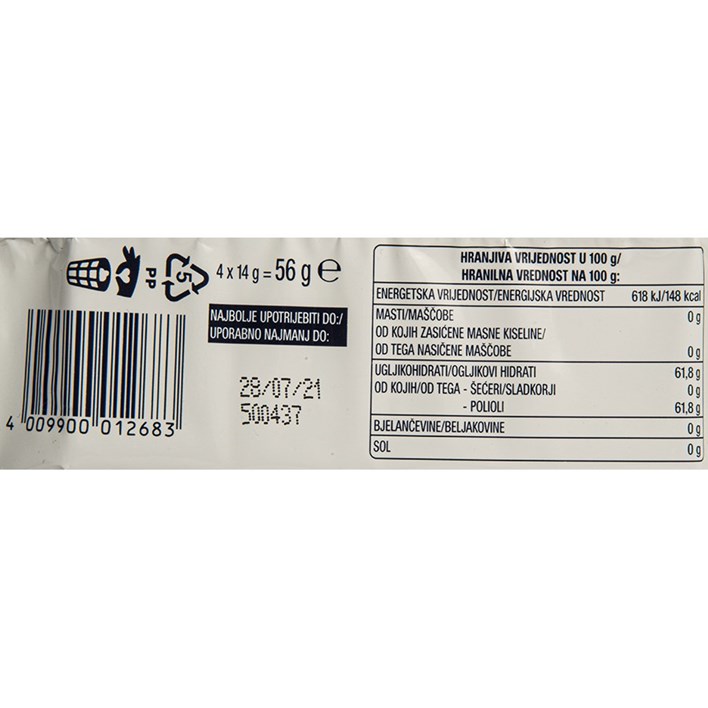 5
PP
4 x 14 g = 56 g ℮
NAJBOLJE UPOTRIJEBITI DO:/
UPORABNO NAJMANJ DO:
28/07/21
500437
4 009900 012683
HRANJIVA VRIJEDNOST U 100 g/
HRANILNA VREDNOST NA 100 g:
ENERGETSKA VRIJEDNOST/ENERGIJSKA VREDNOST 618 kJ/148 kcal
MASTI/MAŠČOBE 0 g
OD KOJIH ZASIĆENE MASNE KISELINE/
OD TEGA NASIČENE MAŠČOBE 0 g
UGLJIKOHIDRATI/OGLJIKOVI HIDRATI 61,8 g
OD KOJIH/OD TEGA - ŠEĆERI/SLADKORJI 0 g
- POLIOLI 61,8 g
BJELANČEVINE/BELJAKOVINE 0 g
SOL 0 g